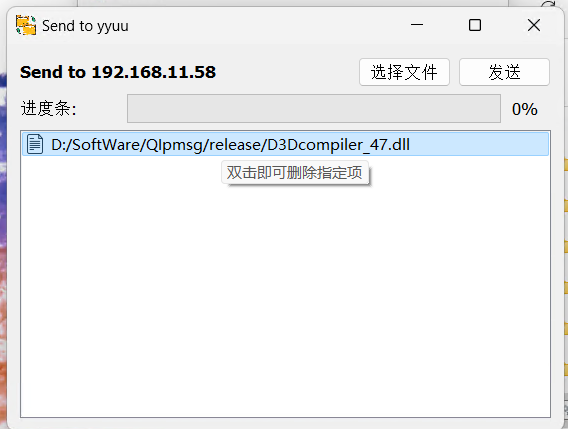 Send to yyuu
Send to 192.168.11.58
选择文件
发送
进度条:
0%
D:/SoftWare/QIpmsg/release/D3Dcompiler_47.dll
双击即可删除指定项